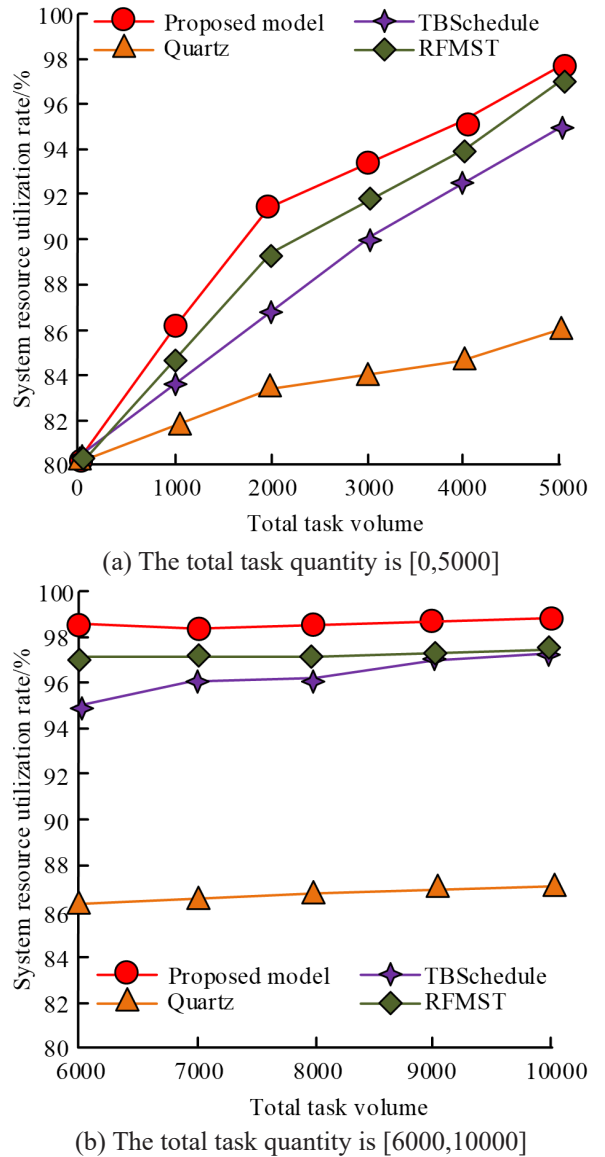 System resource utilization rate/%
100
98
96
94
92
90
86
84
82
80
Proposed model
TBSchedule
Quartz
RFMST
0 1000 2000 3000 4000 5000
Total task volume
(a) The total task quantity is [0,5000]
System resource utilization rate/%
100
98
96
94
92
90
88
86
84
82
80
Proposed model
TBSchedule
Quartz
RFMST
6000 7000 8000 9000 10000
Total task volume
(b) The total task quantity is [6000,10000]